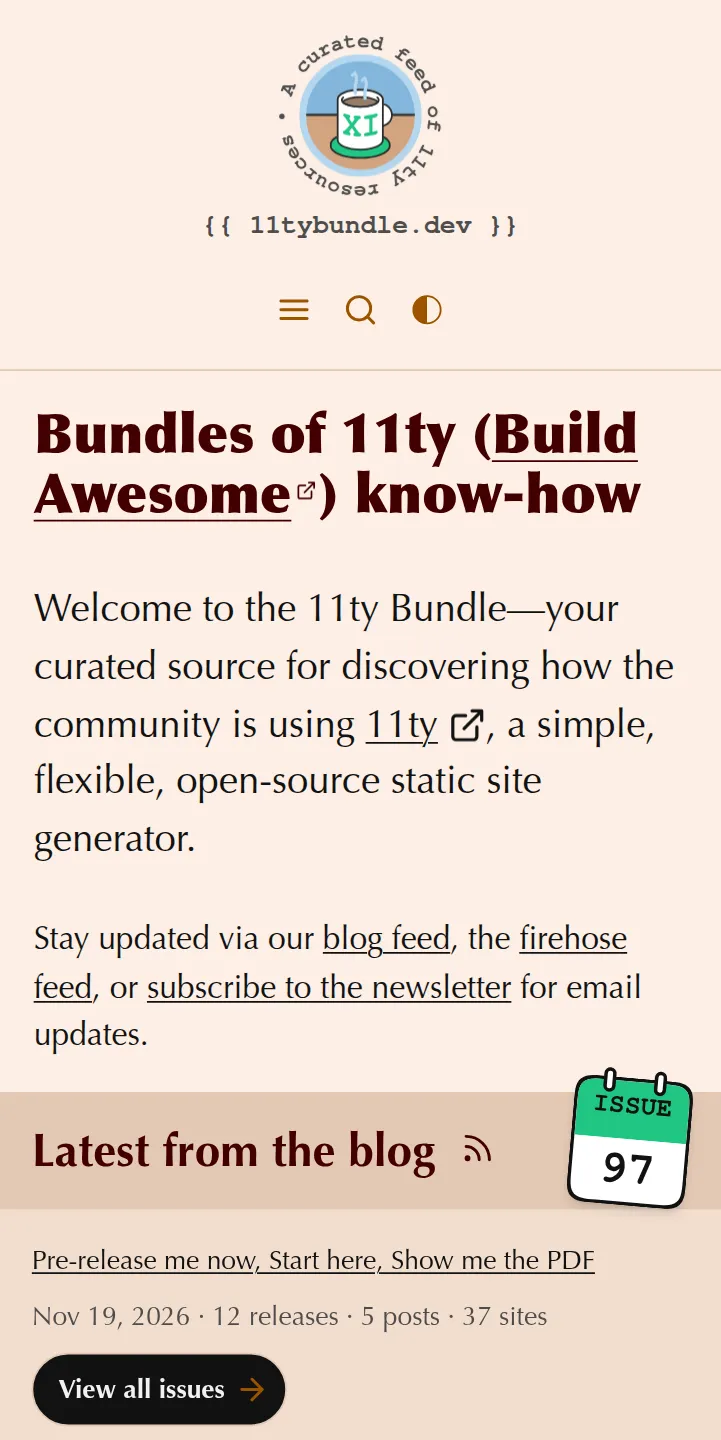 A curated feed of 11ty resources •
XI
{{ 11tybundle.dev }}
Bundles of 11ty (Build
Awesome) know-how
Welcome to the 11ty Bundle—your
curated source for discovering how the
community is using 11ty , a simple,
flexible, open-source static site
generator.
Stay updated via our blog feed, the firehose
feed, or subscribe to the newsletter for email
updates.
Latest from the blog
ISSUE
97
Pre-release me now, Start here, Show me the PDF
Nov 19, 2026 · 12 releases · 5 posts · 37 sites
View all issues